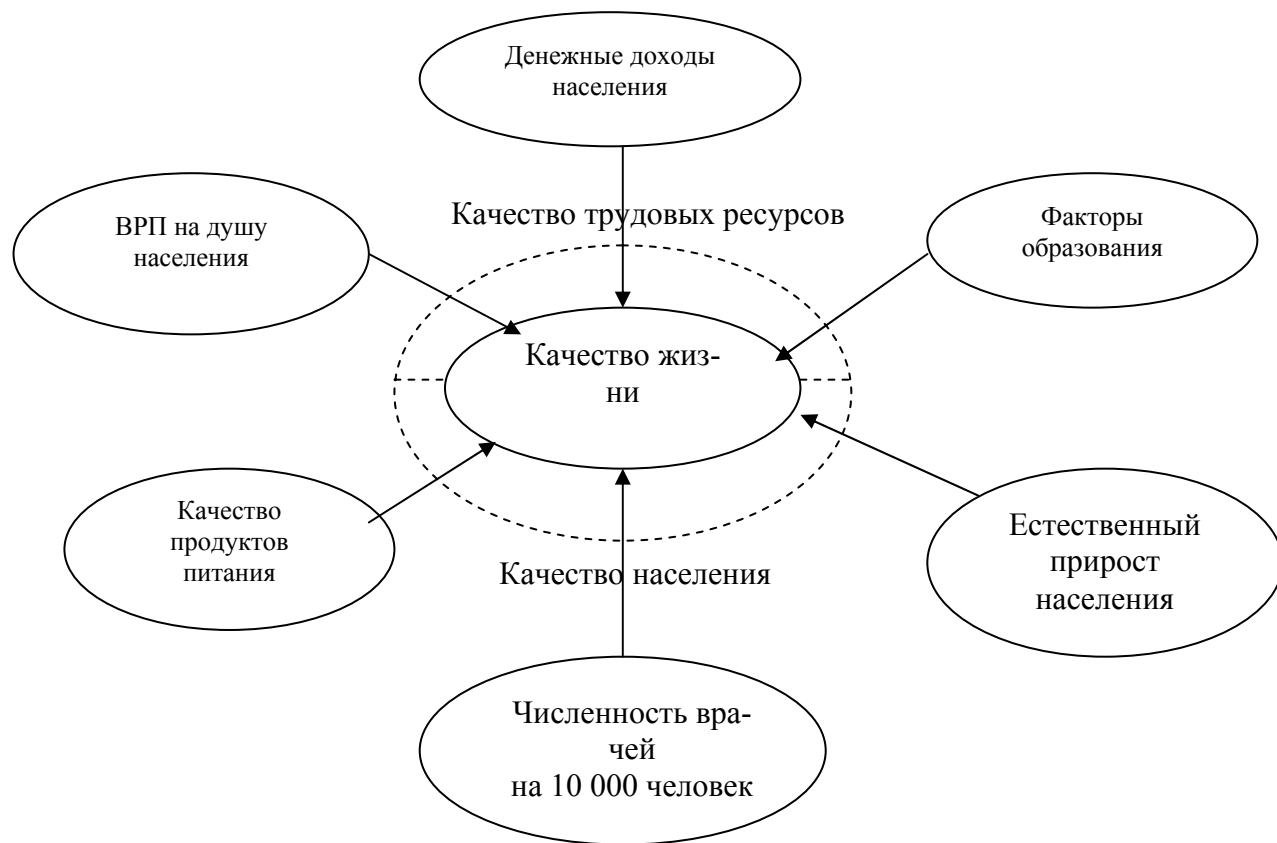 Денежные доходы
населения
Качество трудовых ресурсов
ВРП на душу
населения
Факторы
образования
Качество жиз-
ни
Качество
продуктов
питания
Качество населения
Естественный
прирост
населения
Численность вра-
чей
на 10 000 человек